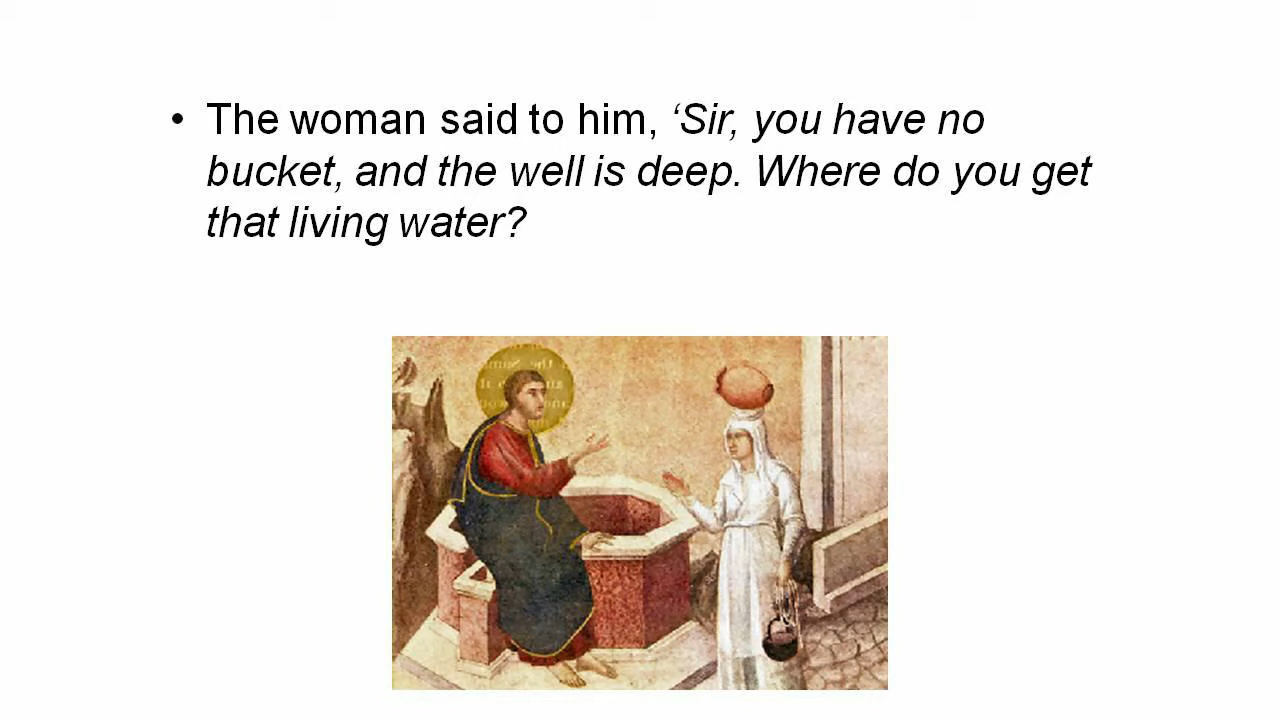 • The woman said to him, ‘Sir, you have no
bucket, and the well is deep. Where do you get
that living water?